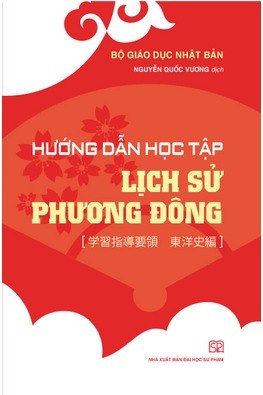 BỘ GIÁO DỤC NHẬT BẢN
NGUYỄN QUỐC VƯƠNG dịch
HƯỚNG DẪN HỌC TẬP
LỊCH SỬ
PHƯƠNG ĐÔNG
[ 学習指導要領 東洋史編 ]
NHÀ XUẤT BẢN ĐẠI HỌC SƯ PHẠM